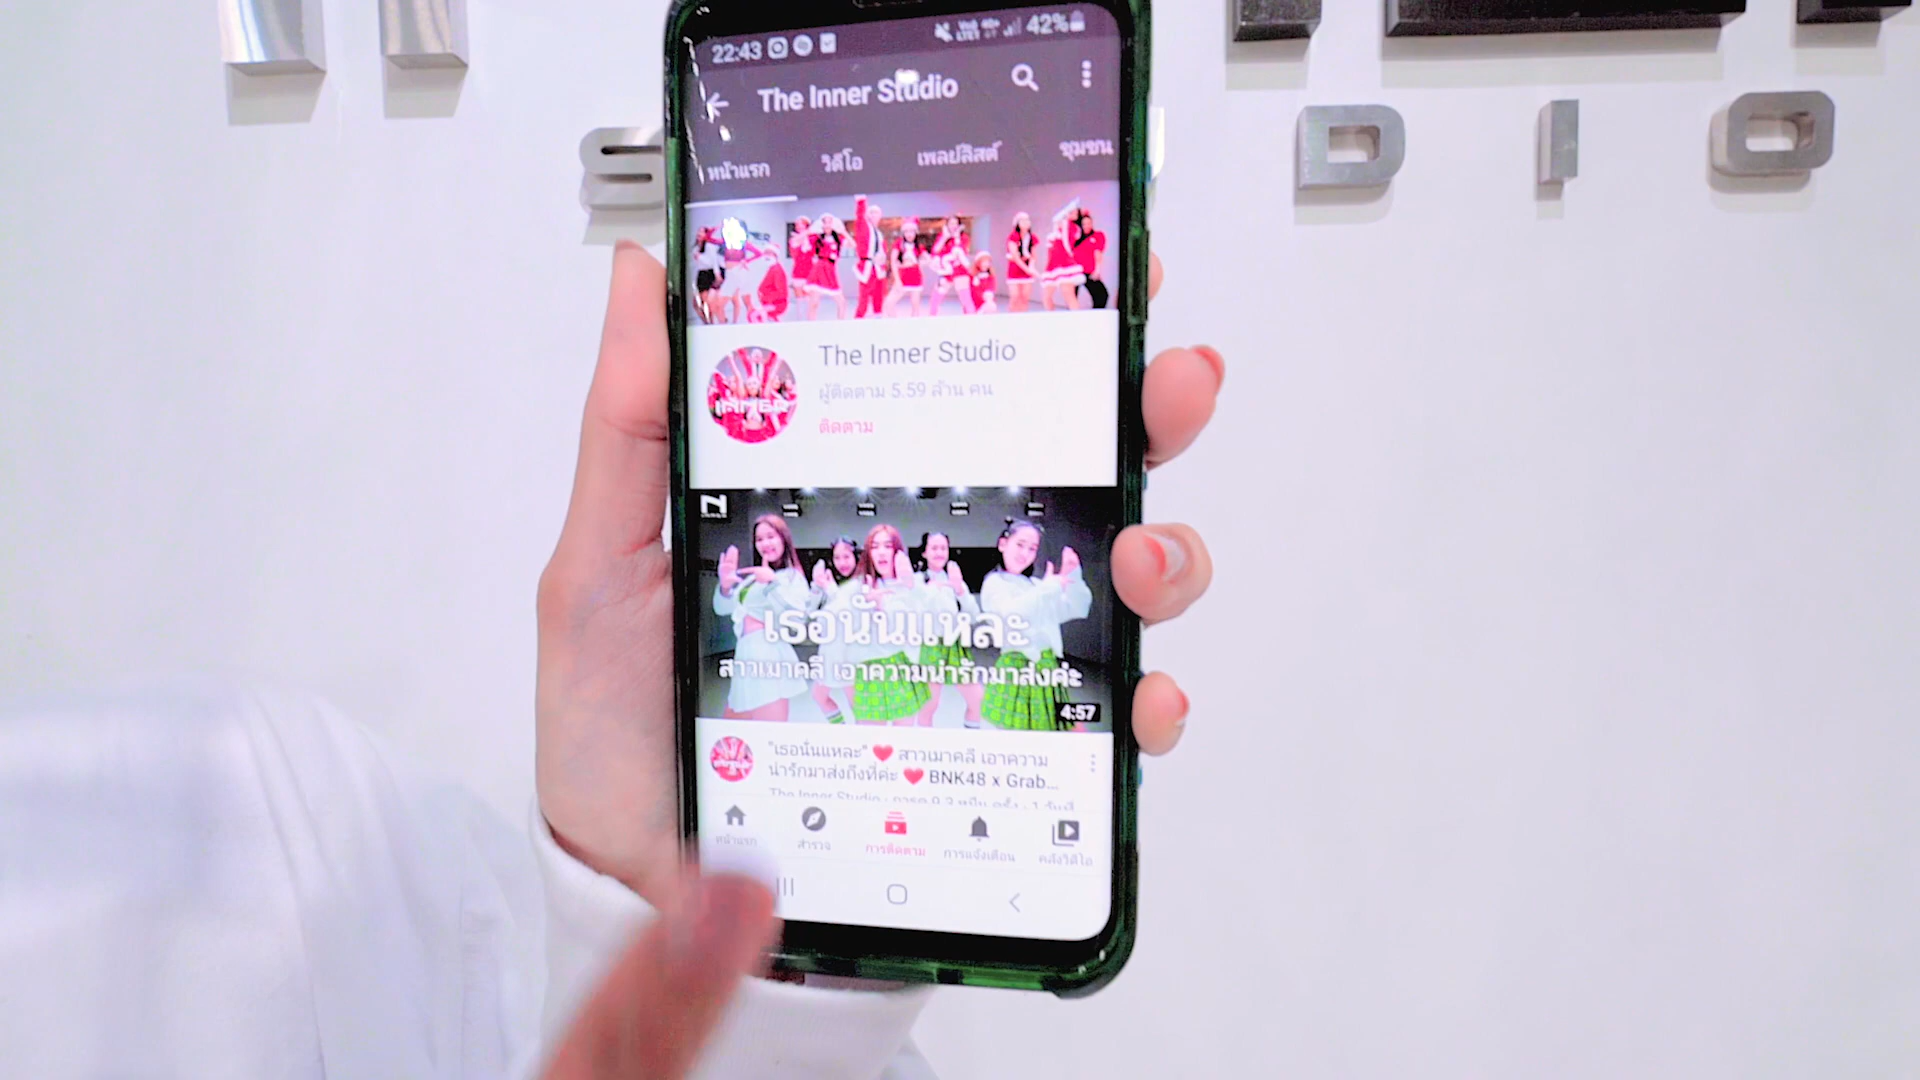 22:43 42%
The Inner Studio
หน้าแรก วิดีโอ เพลย์ลิสต์ ชุมชน
The Inner Studio
ผู้ติดตาม 5.59 ล้าน คน
ติดตาม
เธอนั่นแหละ
สาวเมาคลี เอาความน่ารักมาส่งค่ะ
4:57
"เธอนั่นแหละ" ❤️ สาวเมาคลี เอาความ
น่ารักมาส่งถึงที่ค่ะ ❤️ BNK48 x Grab...
หน้าแรก สำรวจ การติดตาม การแจ้งเตือน คลังวิดีโอ
S D I O